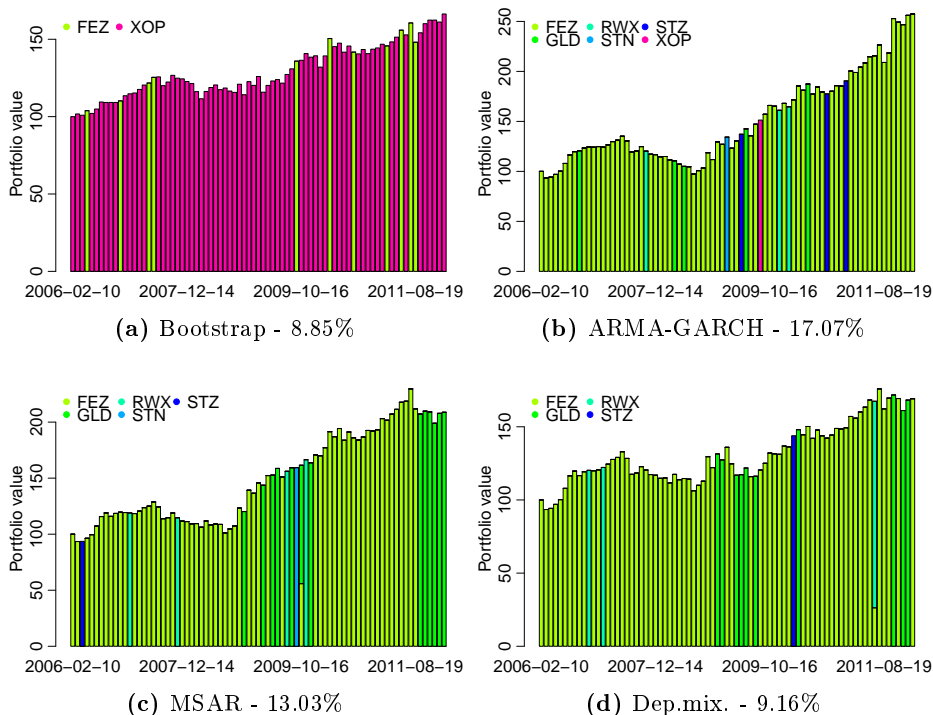 FEZ XOP
Portfolio value
0 50 100 150
2006−02−10 2007−12−14 2009−10−16 2011−08−19
(a) Bootstrap - 8.85%
FEZ RWX STZ
GLD STN XOP
Portfolio value
0 50 100 150 200 250
2006−02−10 2007−12−14 2009−10−16 2011−08−19
(b) ARMA-GARCH - 17.07%
FEZ RWX STZ
GLD STN
Portfolio value
0 50 100 150 200
2006−02−10 2007−12−14 2009−10−16 2011−08−19
(c) MSAR - 13.03%
FEZ RWX
GLD STZ
Portfolio value
0 50 100 150
2006−02−10 2007−12−14 2009−10−16 2011−08−19
(d) Dep.mix. - 9.16%